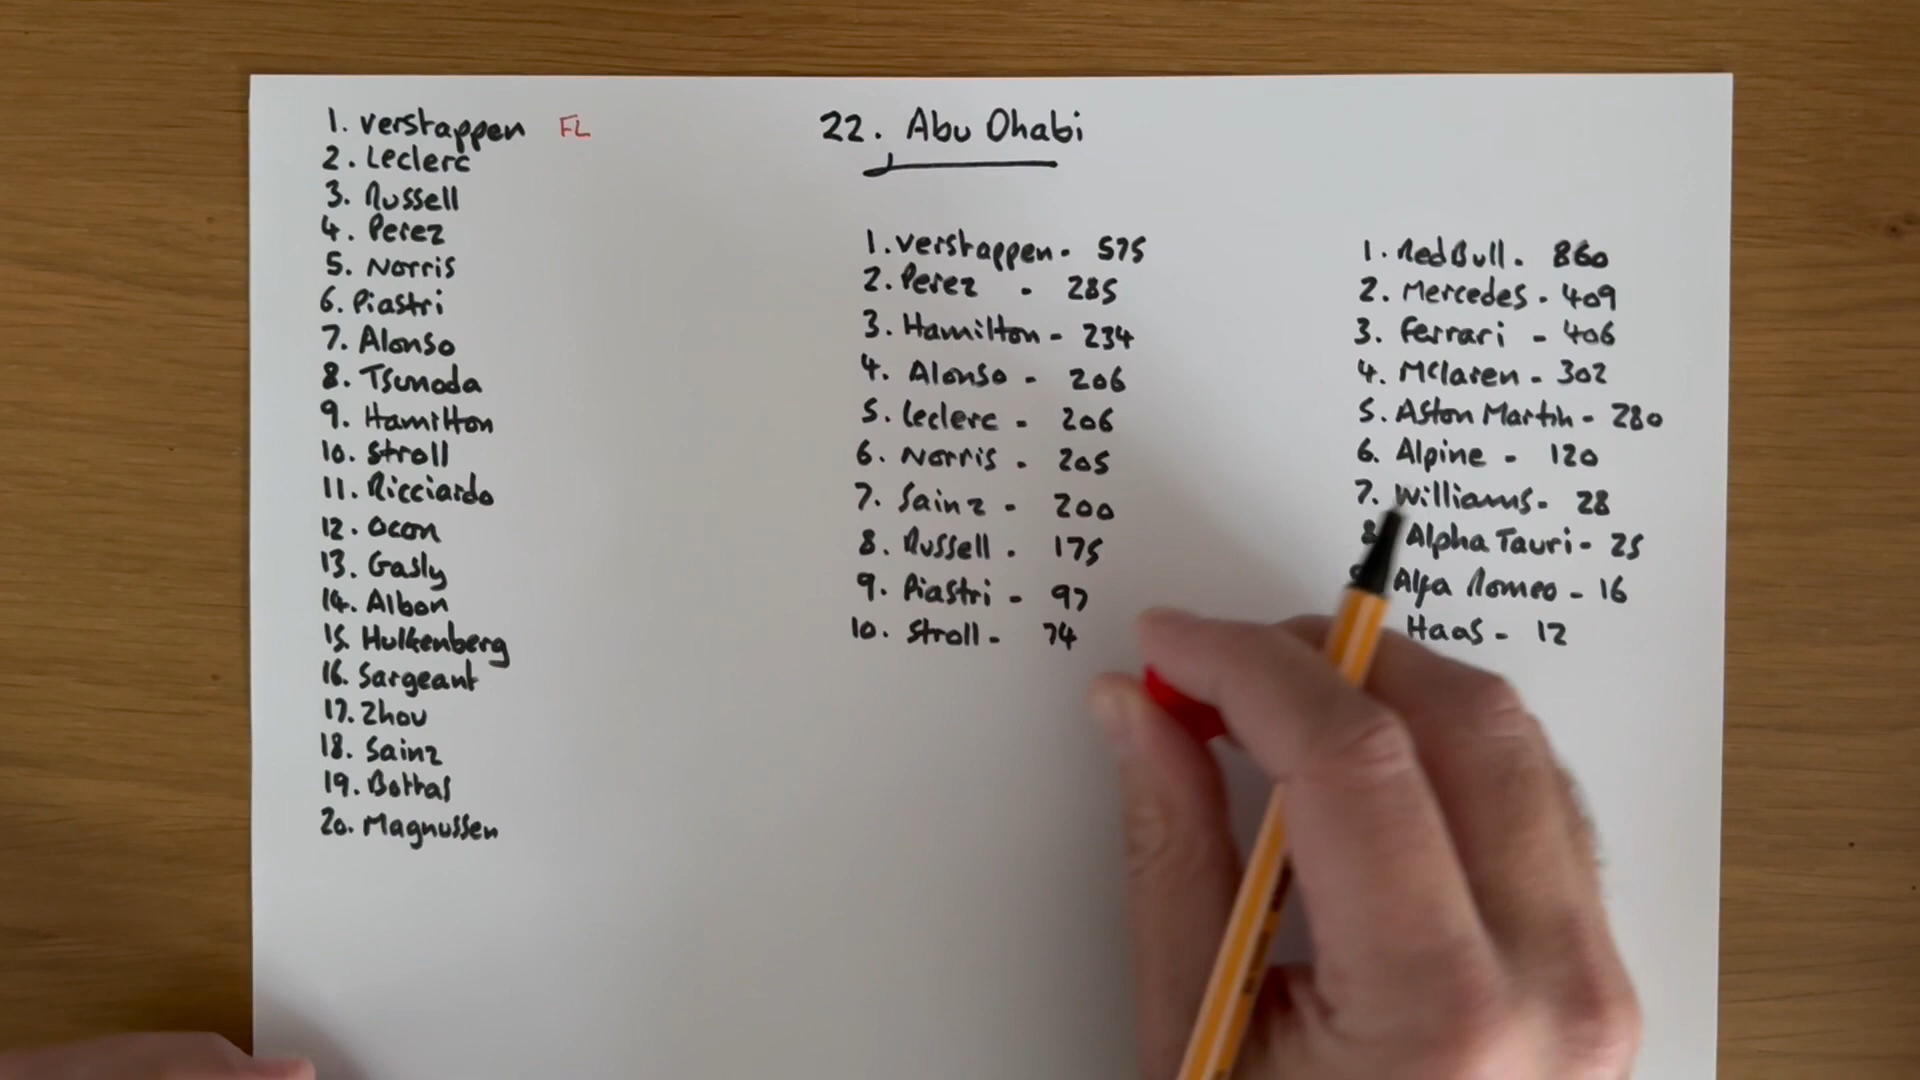 1. Verstappen FL
2. Leclerc
3. Russell
4. Perez
5. Norris
6. Piastri
7. Alonso
8. Tsunoda
9. Hamilton
10. Stroll
11. Ricciardo
12. Ocon
13. Gasly
14. Albon
15. Hulkenberg
16. Sargeant
17. Zhou
18. Sainz
19. Bottas
20. Magnussen
22. Abu Dhabi
1. Verstappen - 575
2. Perez - 285
3. Hamilton - 234
4. Alonso - 206
5. Leclerc - 206
6. Norris - 205
7. Sainz - 200
8. Russell - 175
9. Piastri - 97
10. Stroll - 74
1. Red Bull - 860
2. Mercedes - 409
3. Ferrari - 406
4. Mclaren - 302
5. Aston Martin - 280
6. Alpine - 120
7. Williams - 28
8. Alpha Tauri - 25
Alfa Romeo - 16
Haas - 12